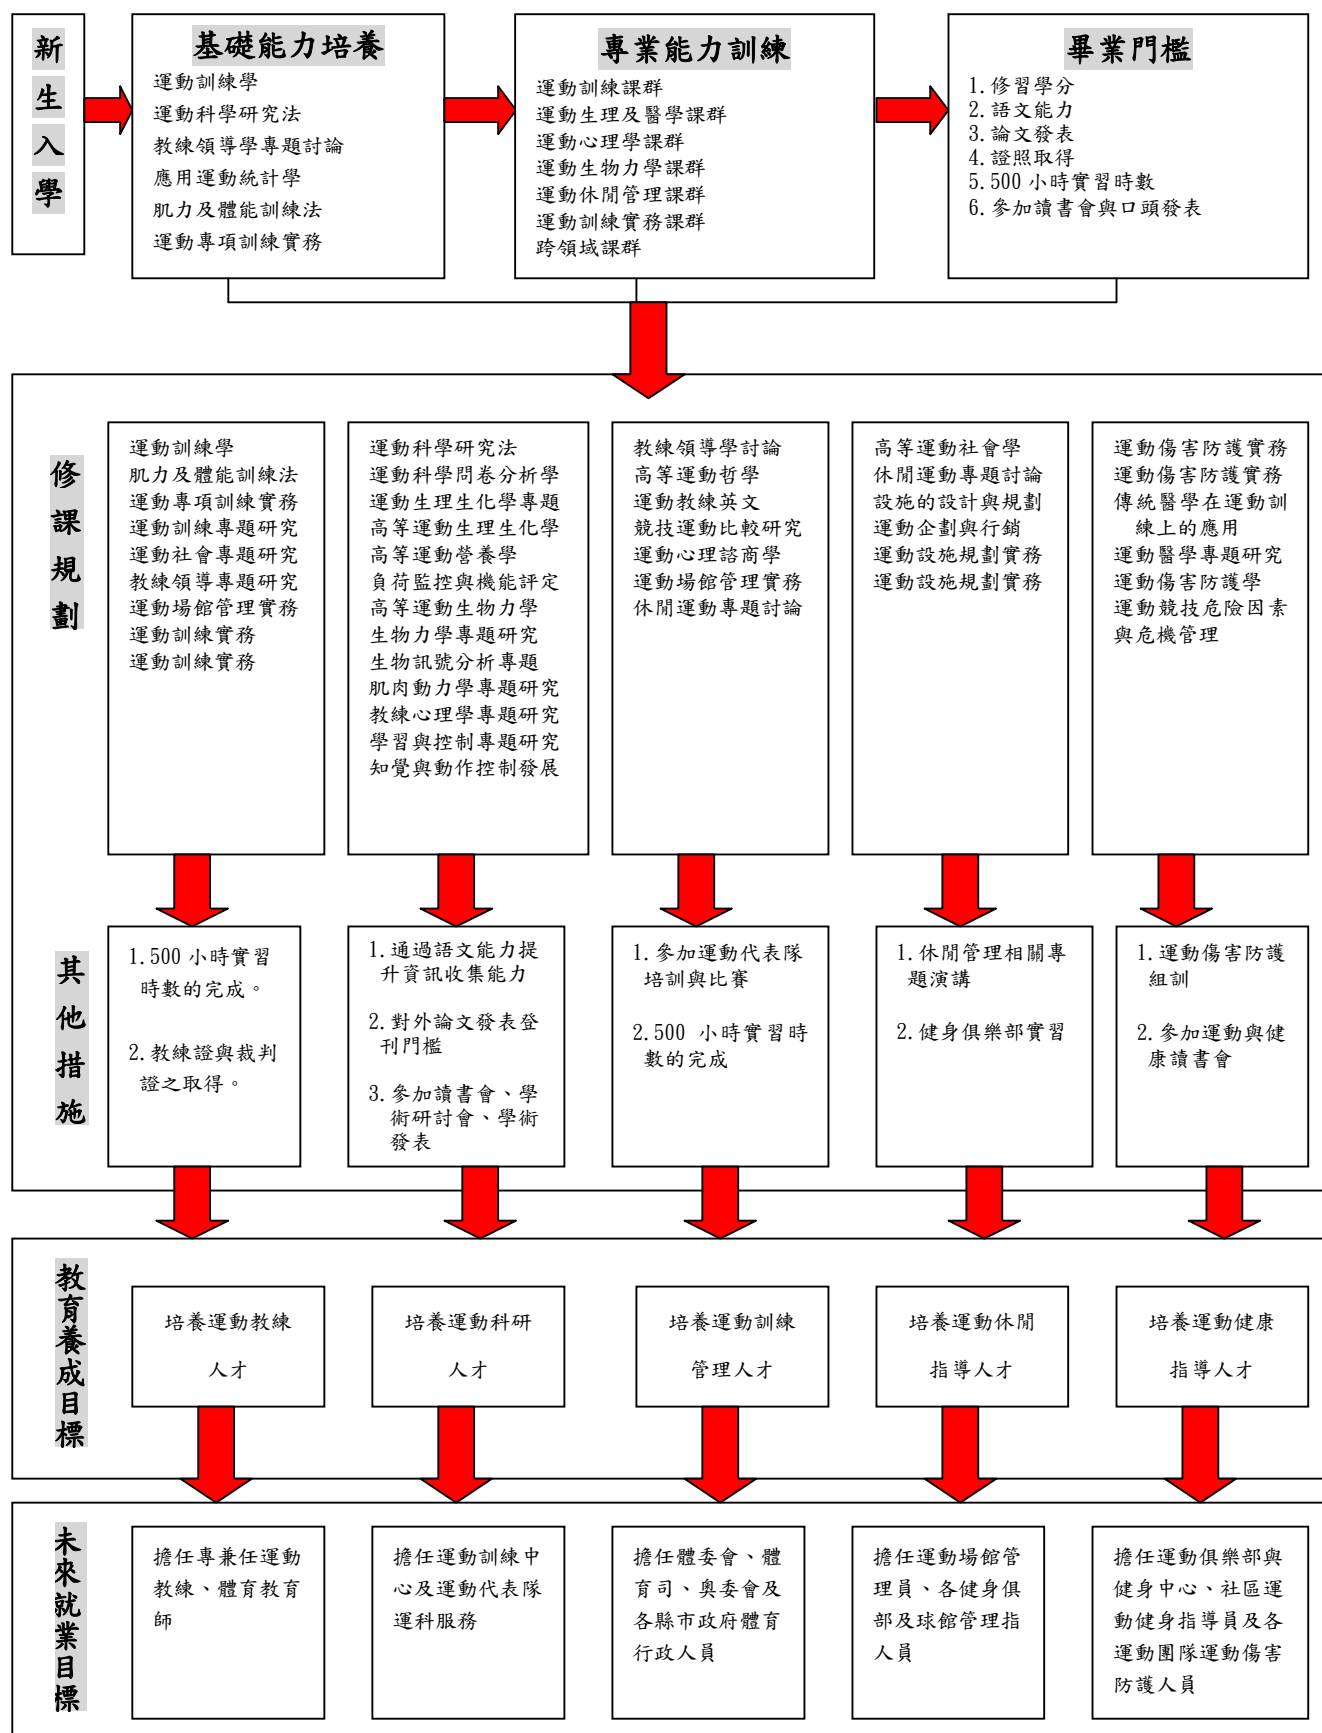 新生入學
基礎能力培養
運動訓練學
運動科學研究法
教練領導學專題討論
應用運動統計學
肌力及體能訓練法
運動專項訓練實務
專業能力訓練
運動訓練課群
運動生理及醫學課群
運動心理學課群
運動生物力學課群
運動休閒管理課群
運動訓練實務課群
跨領域課群
畢業門檻
1.修習學分
2.語文能力
3.論文發表
4.證照取得
5.500 小時實習時數
6.參加讀書會與口頭發表
修課規劃
運動訓練學
肌力及體能訓練法
運動專項訓練實務
運動訓練專題研究
運動社會專題研究
教練領導專題研究
運動場館管理實務
運動訓練實務
運動訓練實務
運動科學研究法
運動科學問卷分析學
運動生理生化學專題
高等運動生理生化學
高等運動營養學
負荷監控與機能評定
高等運動生物力學
生物力學專題研究
生物訊號分析專題
肌肉動力學專題研究
教練心理學專題研究
學習與控制專題研究
知覺與動作控制發展
教練領導學討論
高等運動哲學
運動教練英文
競技運動比較研究
運動心理諮商學
運動場館管理實務
休閒運動專題討論
高等運動社會學
休閒運動專題討論
設施的設計與規劃
運動企劃與行銷
運動設施規劃實務
運動設施規劃實務
運動傷害防護實務
運動傷害防護實務
傳統醫學在運動訓
練上的應用
運動醫學專題研究
運動傷害防護學
運動競技危險因素
與危機管理
其他措施
1.500 小時實習
時數的完成。
2.教練證與裁判
證之取得。
1.通過語文能力提
升資訊收集能力
2.對外論文發表登
刊門檻
3.參加讀書會、學
術研討會、學術
發表
1.參加運動代表隊
培訓與比賽
2.500 小時實習時
數的完成
1.休閒管理相關專
題演講
2.健身俱樂部實習
1.運動傷害防護
組訓
2.參加運動與健
康讀書會
教育養成目標
培養運動教練
人才
培養運動科研
人才
培養運動訓練
管理人才
培養運動休閒
指導人才
培養運動健康
指導人才
未來就業目標
擔任專兼任運動
教練、體育教育
師
擔任運動訓練中
心及運動代表隊
運科服務
擔任體委會、體
育司、奧委會及
各縣市政府體育
行政人員
擔任運動場館管
理員、各健身俱
部及球館管理指
人員
擔任運動俱樂部與
健身中心、社區運
動健身指導員及各
運動團隊運動傷害
防護人員